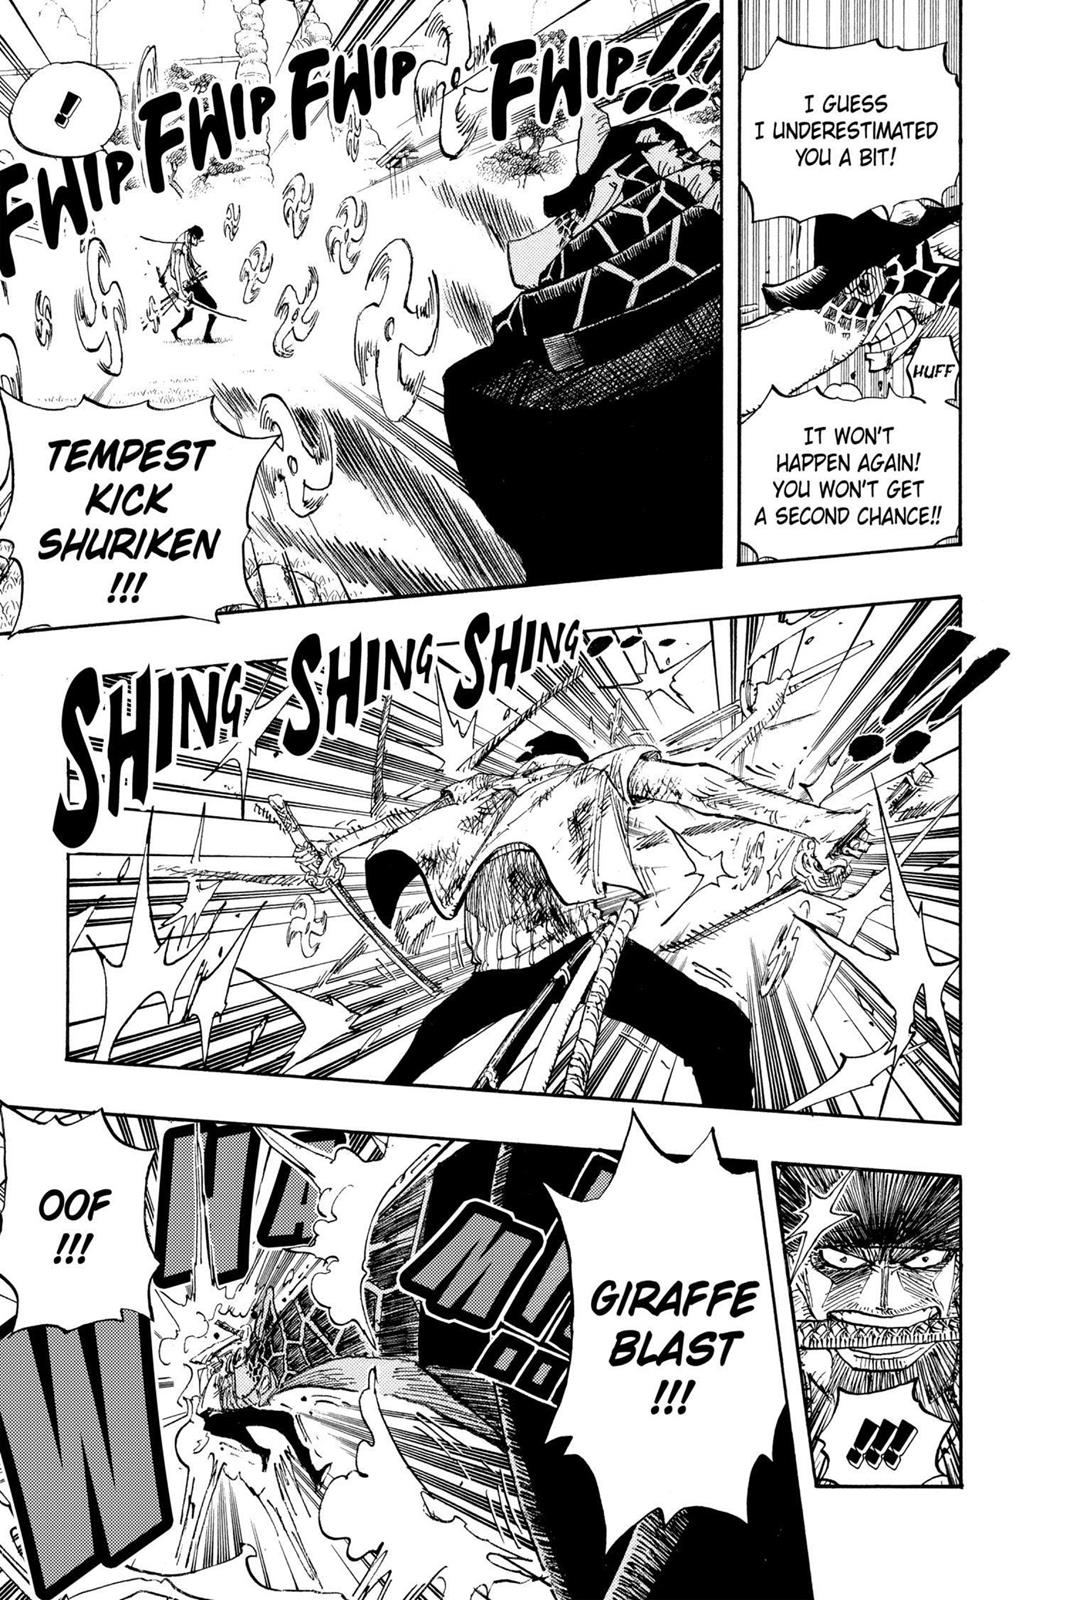 I GUESS
I UNDERESTIMATED
YOU A BIT!
HUFF
IT WON'T
HAPPEN AGAIN!
YOU WON'T GET
A SECOND CHANCE!!
FWIP FWIP FWIP FWIP!!!
!
TEMPEST
KICK
SHURIKEN
!!!
SHING SHING SHING
!!
!!!
GIRAFFE
BLAST
!!!
OOF
!!!